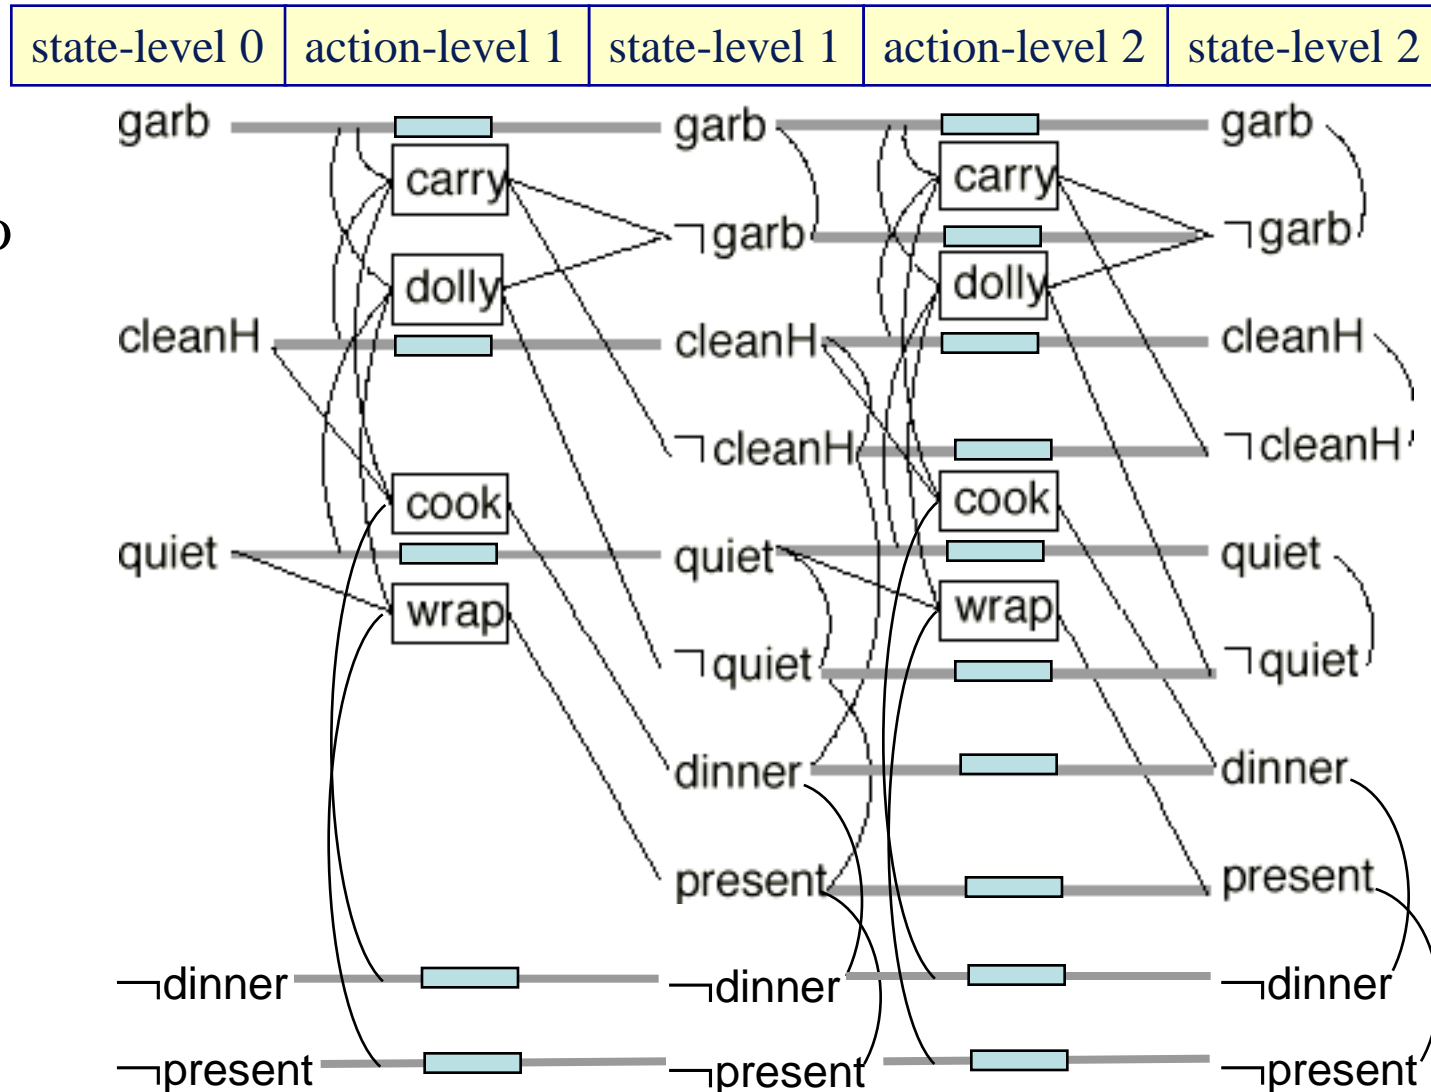 state-level 0 action-level 1 state-level 1 action-level 2 state-level 2
garb garb garb
carry carry
¬garb ¬garb
dolly dolly
cleanH cleanH cleanH
¬cleanH ¬cleanH
cook cook
quiet quiet quiet
wrap wrap
¬quiet ¬quiet
dinner dinner
present present
¬dinner ¬dinner ¬dinner
¬present ¬present ¬present